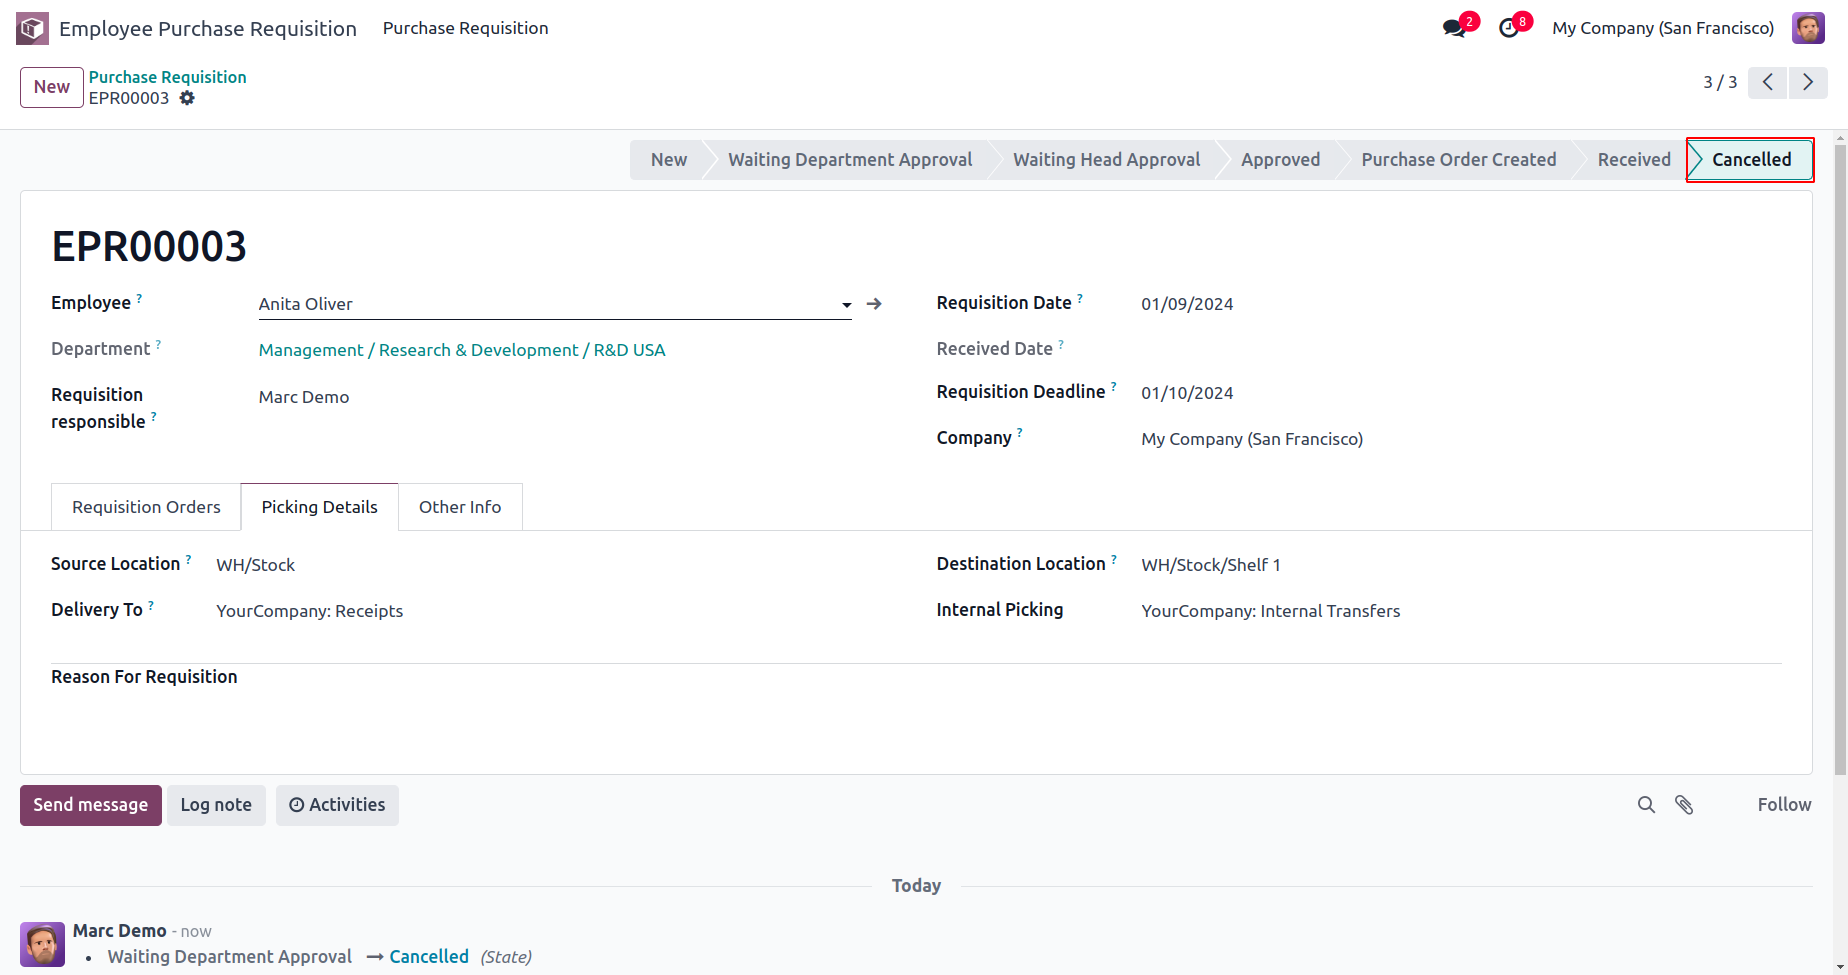 Employee Purchase Requisition Purchase Requisition 2 8 My Company (San Francisco)
New Purchase Requisition
EPR00003 3 / 3
New Waiting Department Approval Waiting Head Approval Approved Purchase Order Created Received Cancelled
EPR00003
Employee ? Anita Oliver Requisition Date ? 01/09/2024
Department ? Management / Research & Development / R&D USA Received Date ?
Requisition responsible ? Marc Demo Requisition Deadline ? 01/10/2024
Company ? My Company (San Francisco)
Requisition Orders Picking Details Other Info
Source Location ? WH/Stock Destination Location ? WH/Stock/Shelf 1
Delivery To ? YourCompany: Receipts Internal Picking YourCompany: Internal Transfers
Reason For Requisition
Send message Log note Activities Follow
Today
Marc Demo - now
• Waiting Department Approval → Cancelled (State)